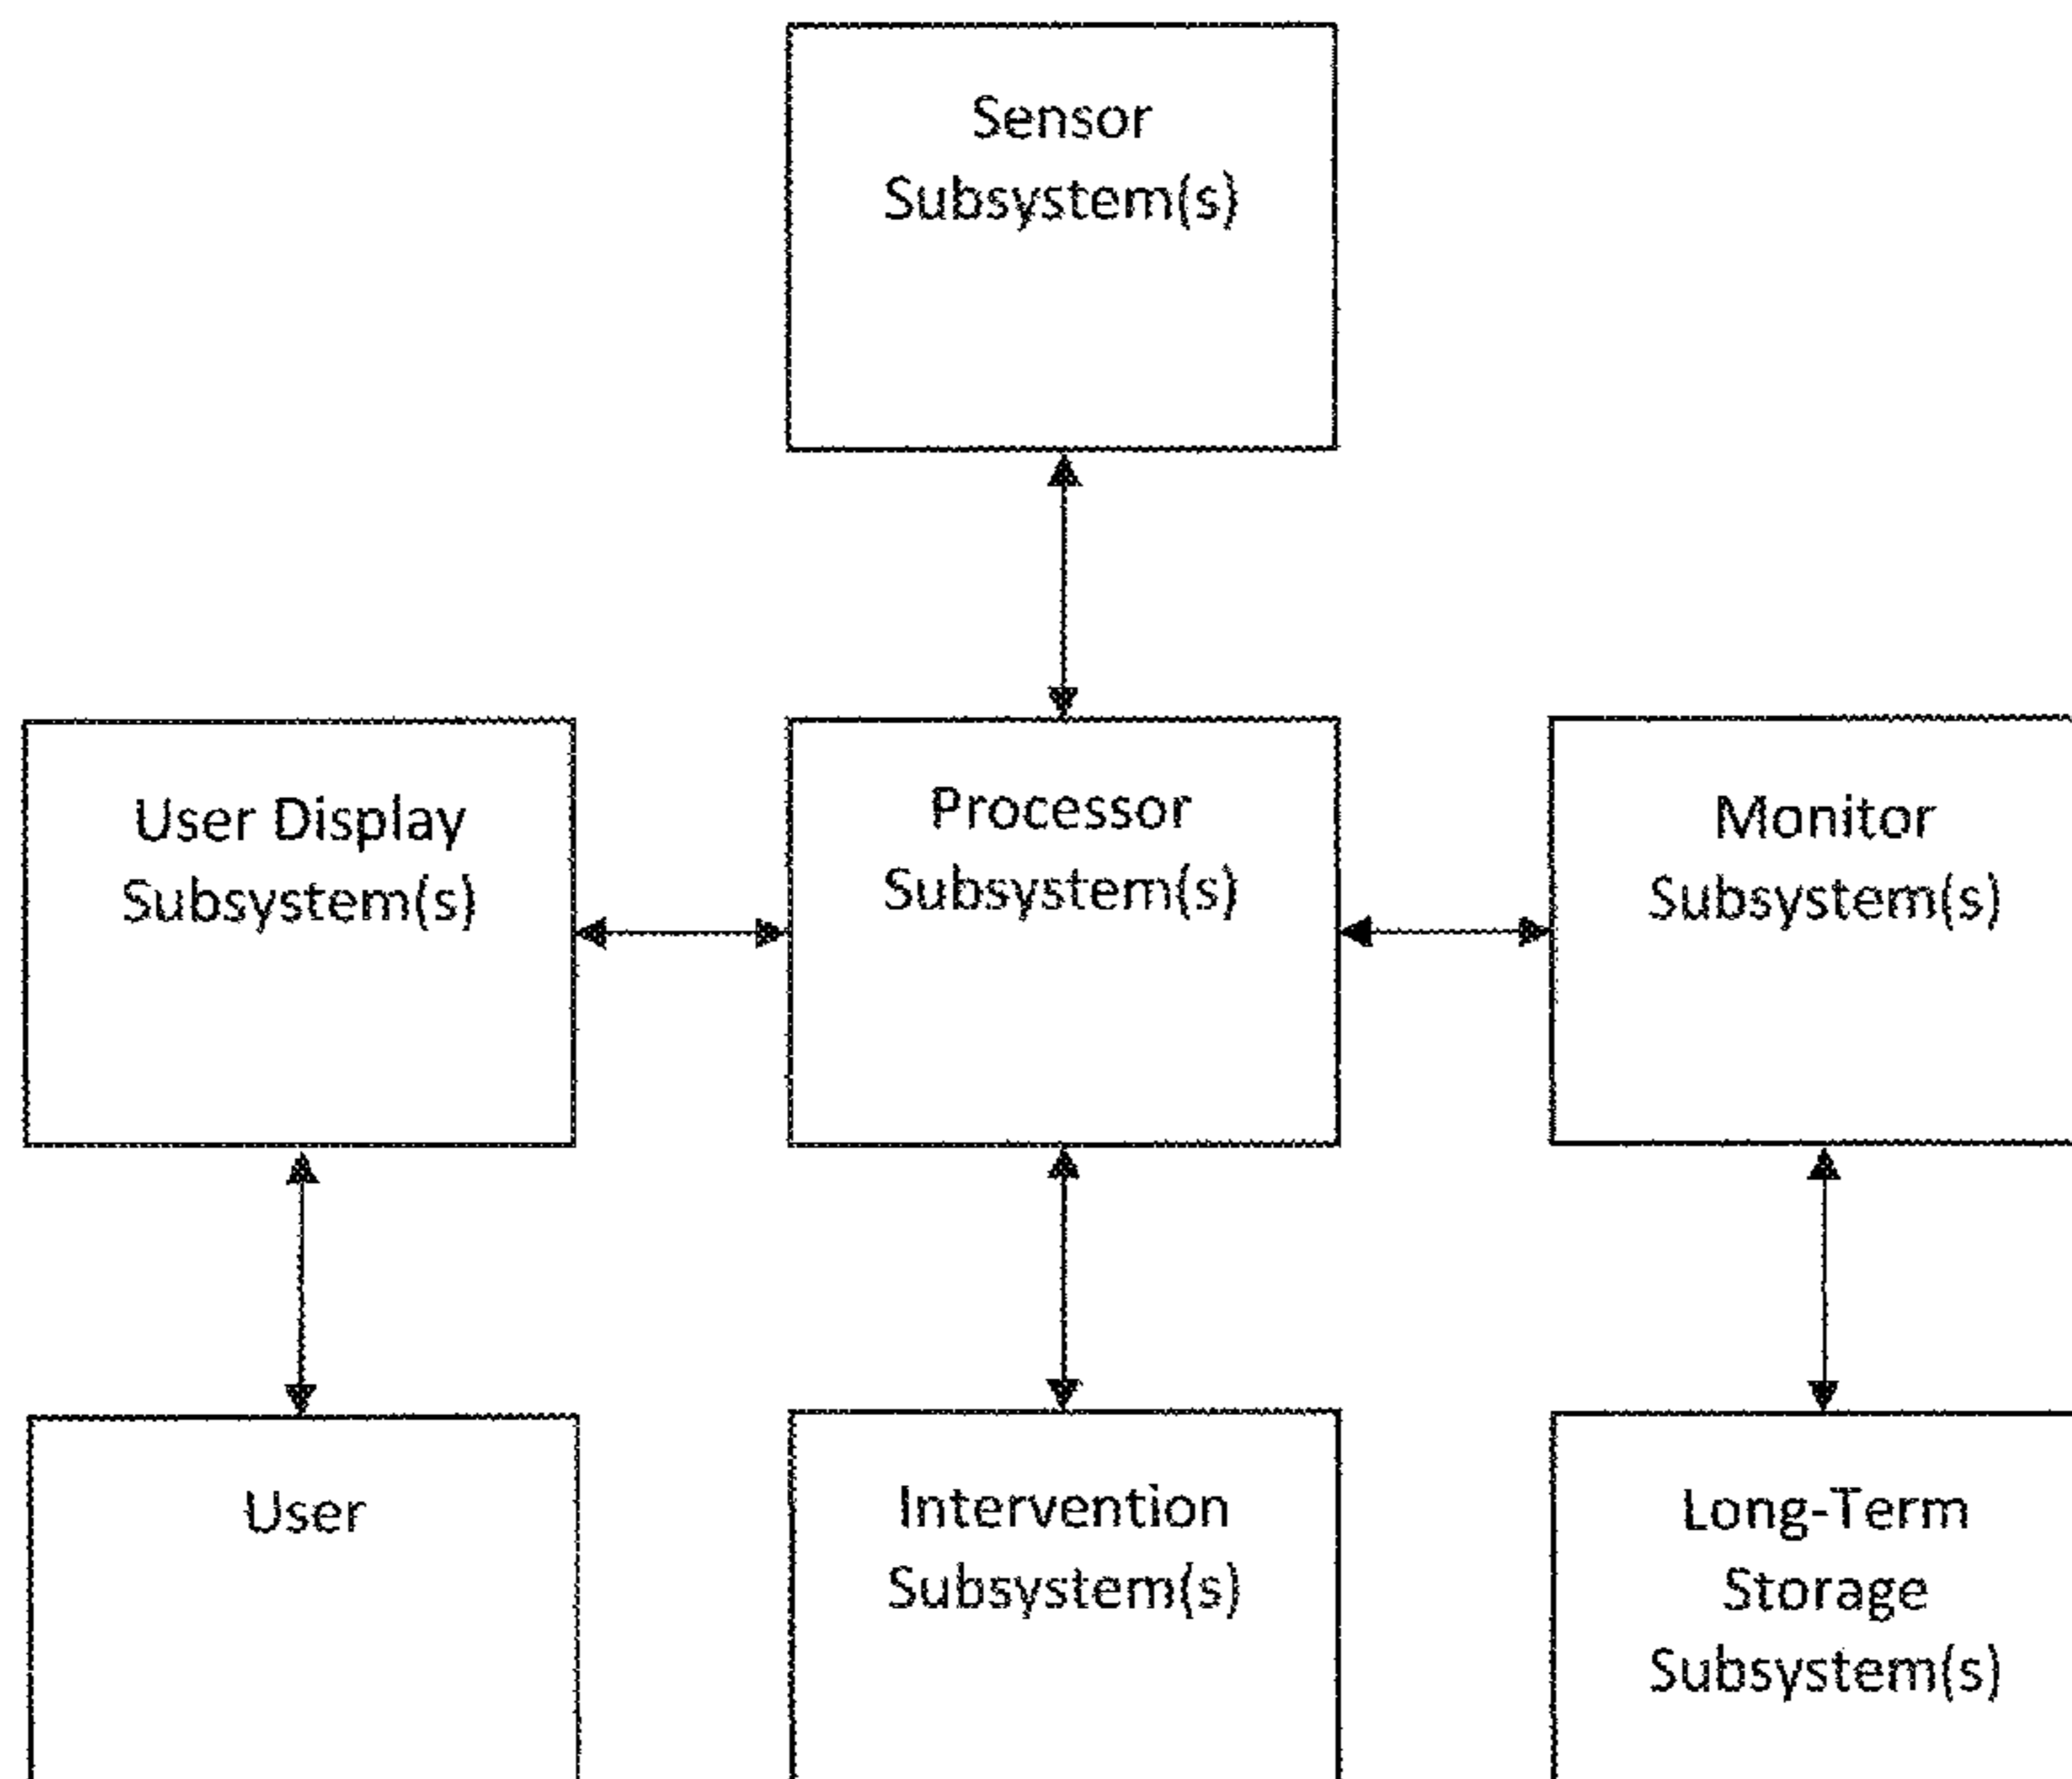 Sensor
Subsystem(s)
User Display
Subsystem(s)
Processor
Subsystem(s)
Monitor
Subsystem(s)
User
Intervention
Subsystem(s)
Long-Term
Storage
Subsystem(s)